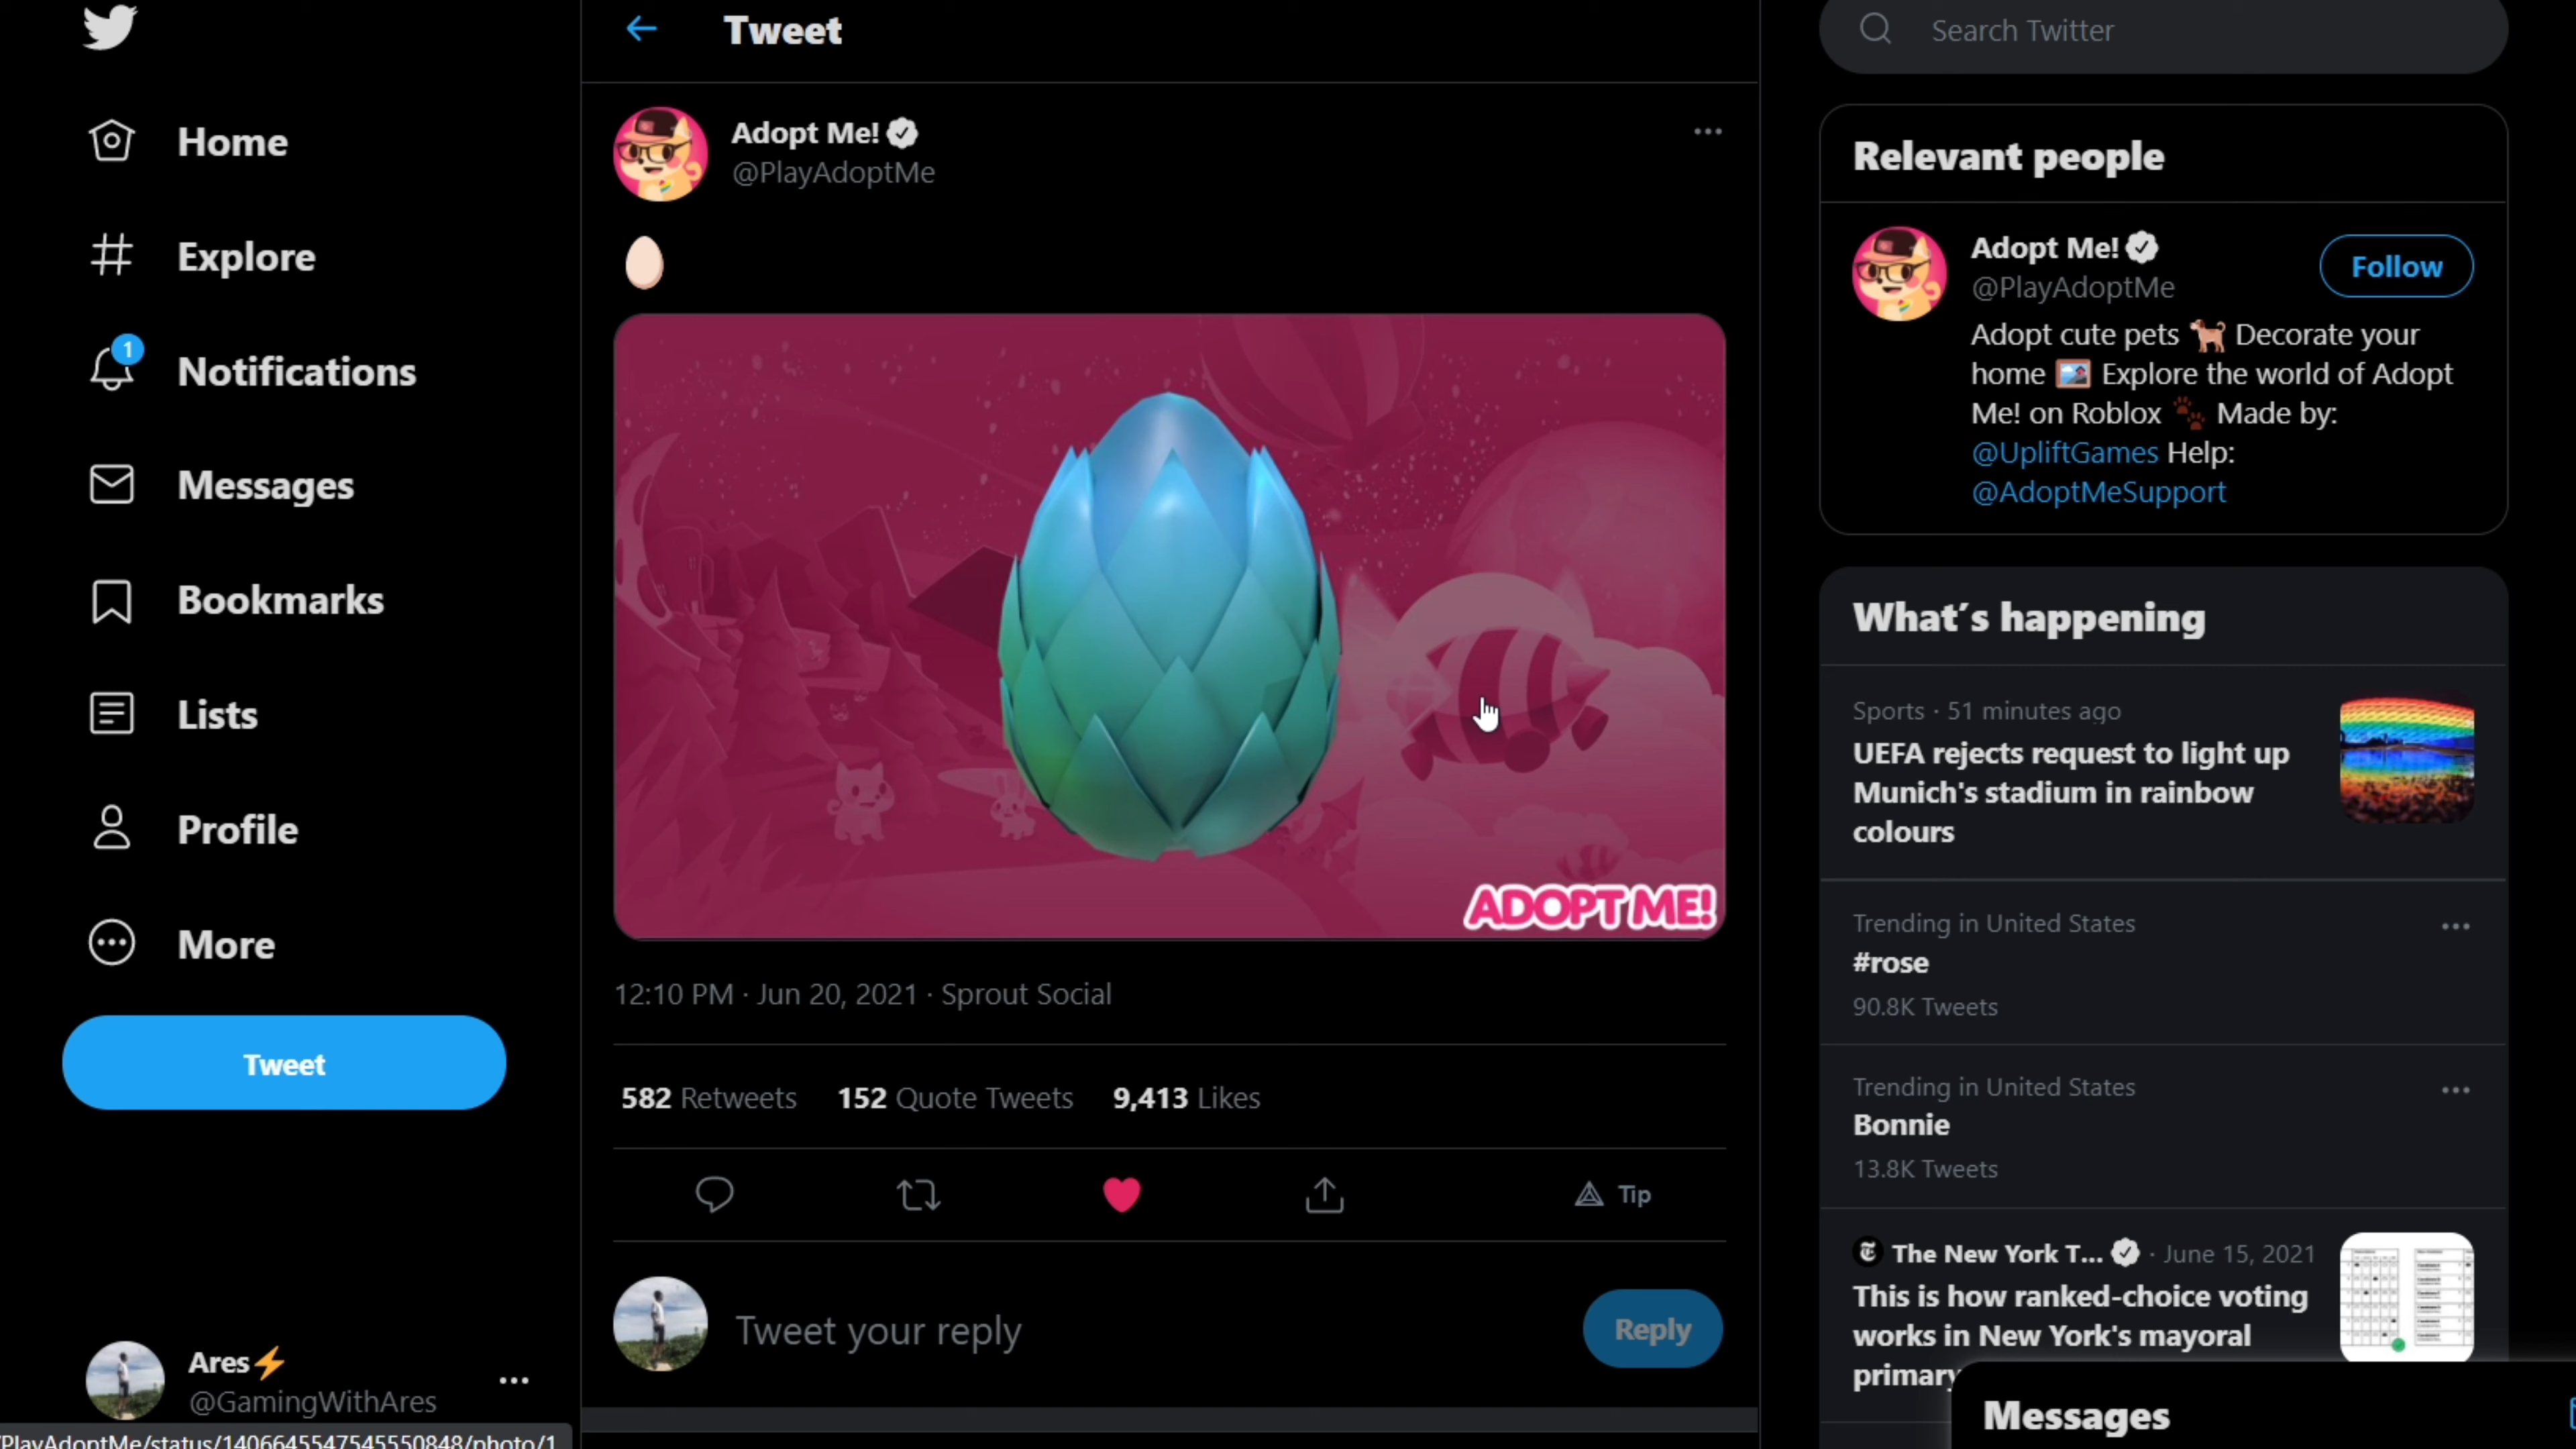 Home
Explore
1
Notifications
Messages
Bookmarks
Lists
Profile
More
Tweet
Ares⚡
@GamingWithAres
/PlayAdoptMe/status/1406645547545550848/photo/1
Tweet
Adopt Me!
@PlayAdoptMe
🥚
ADOPT ME!
12:10 PM · Jun 20, 2021 · Sprout Social
582 Retweets 152 Quote Tweets 9,413 Likes
Tip
Tweet your reply
Reply
Search Twitter
Relevant people
Adopt Me!
@PlayAdoptMe
Follow
Adopt cute pets 🐕 Decorate your
home 🖼️ Explore the world of Adopt
Me! on Roblox 🐾 Made by:
@UpliftGames Help:
@AdoptMeSupport
What's happening
Sports · 51 minutes ago
UEFA rejects request to light up
Munich's stadium in rainbow
colours
Trending in United States
#rose
90.8K Tweets
Trending in United States
Bonnie
13.8K Tweets
The New York T... · June 15, 2021
This is how ranked-choice voting
works in New York's mayoral
primary
Messages